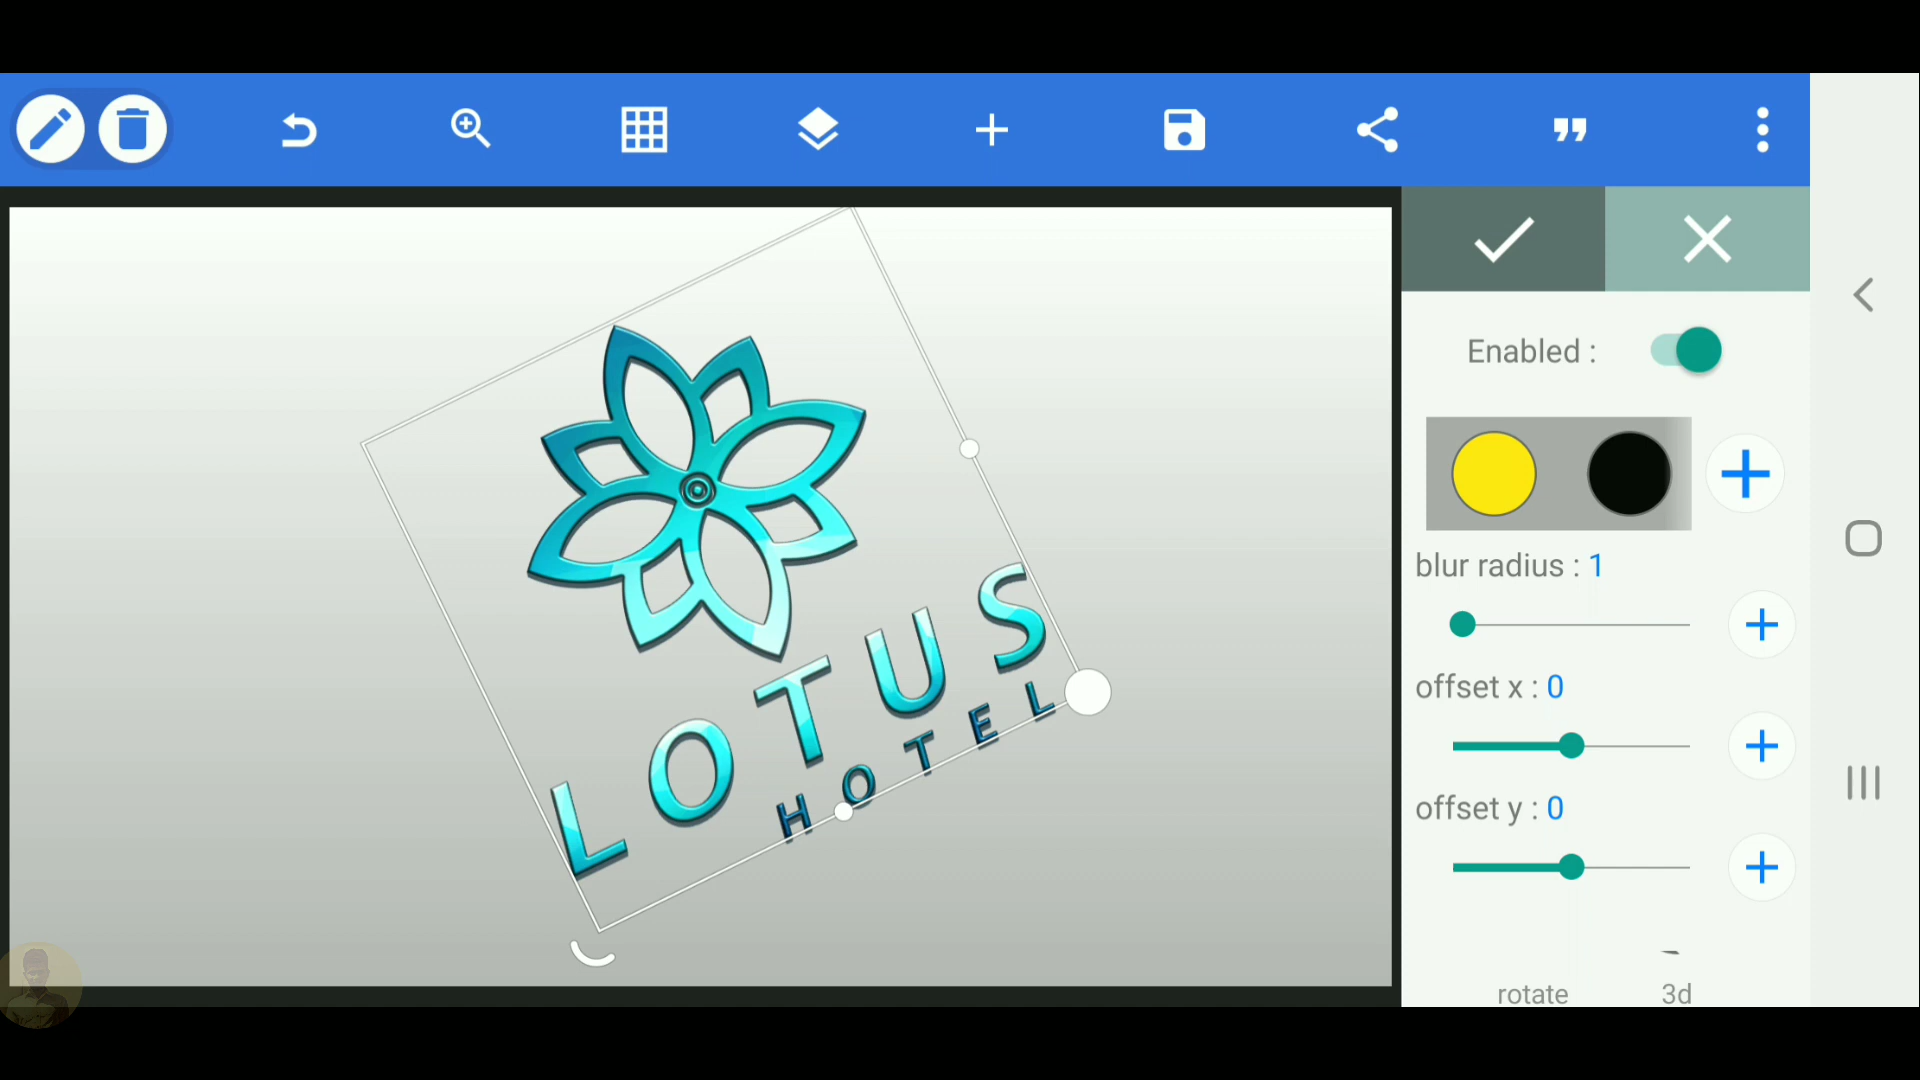 LOTUS
HOTEL
Enabled :
blur radius : 1
offset x : 0
offset y : 0
rotate
3d